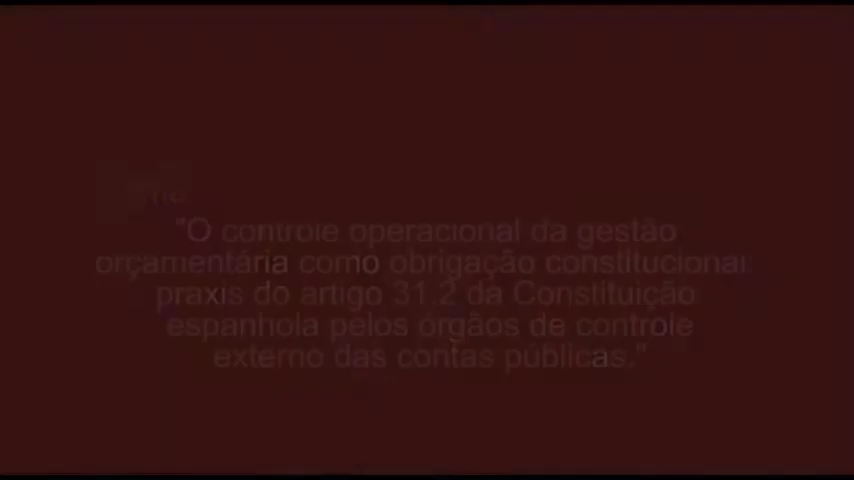 "O controle operacional da gestão
orçamentária como obrigação constitucional
praxis do artigo 31.2 da Constituição
espanhola pelos órgãos de controle
externo das contas públicas."